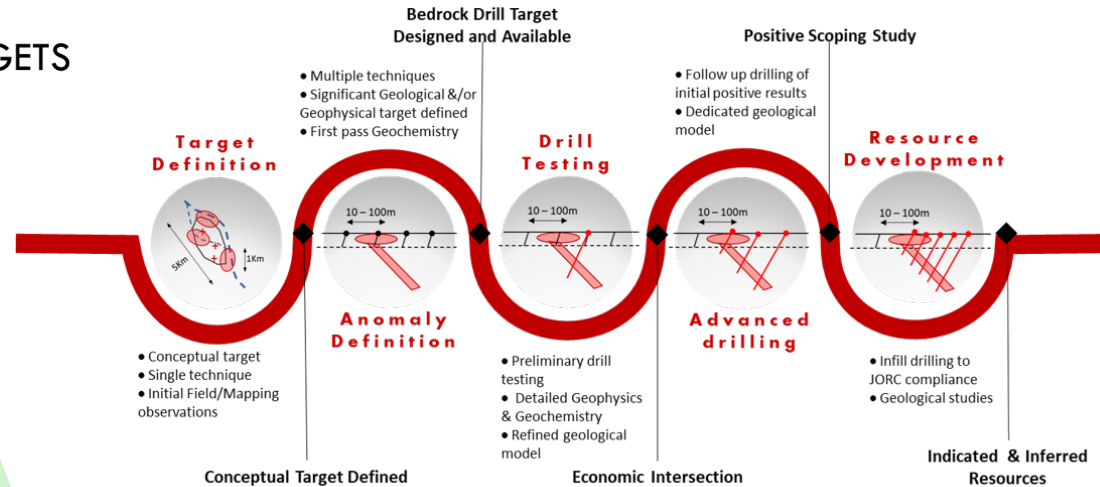 GETS
Bedrock Drill Target
Designed and Available
Positive Scoping Study
• Multiple techniques
• Significant Geological &/or
Geophysical target defined
• First pass Geochemistry
• Follow up drilling of
initial positive results
• Dedicated geological
model
Target
Definition
Drill
Testing
Resource
Development
5Km
1Km
10 – 100m
10 – 100m
10 – 100m
10 – 100m
Anomaly
Definition
Advanced
drilling
• Conceptual target
• Single technique
• Initial Field/Mapping
observations
• Preliminary drill
testing
• Detailed Geophysics
& Geochemistry
• Refined geological
model
• Infill drilling to
JORC compliance
• Geological studies
Conceptual Target Defined
Economic Intersection
Indicated & Inferred
Resources